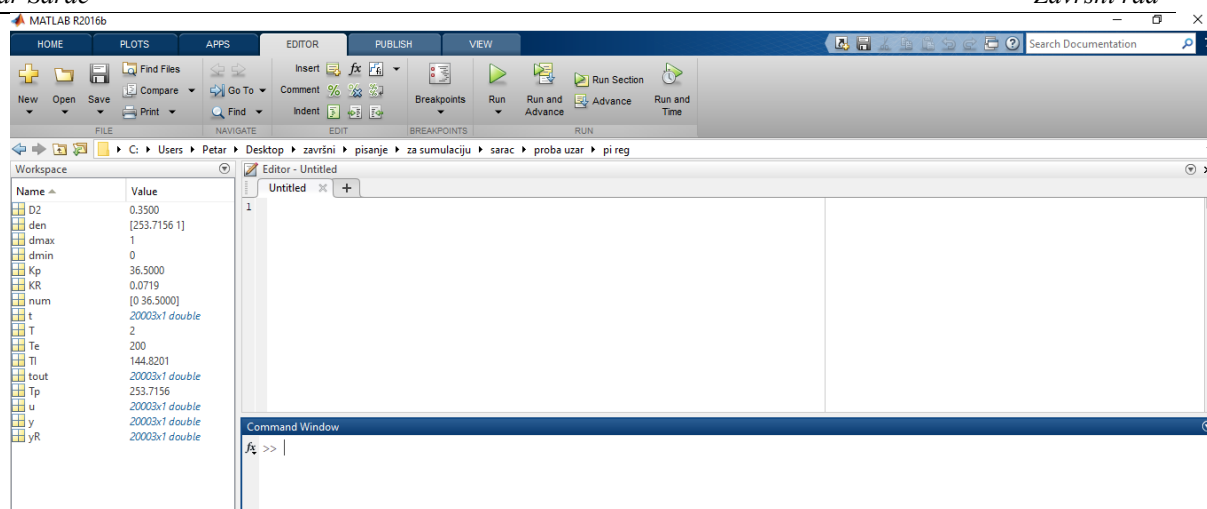 Završni rad
MATLAB R2016b
HOME PLOTS APPS EDITOR PUBLISH VIEW Search Documentation
Find Files Insert fx
New Open Save Compare Go To Comment Breakpoints Run Run and Advance Run Section Advance Run and Time
Print Find Indent
FILE NAVIGATE EDIT BREAKPOINTS RUN
C: Users Petar Desktop završni pisanje za sumulaciju sarac proba uzar pi reg
Workspace Editor - Untitled
Name Value Untitled +
D2 0.3500 1
den [253.7156 1]
dmax 1
dmin 0
Kp 36.5000
KR 0.0719
num [0 36.5000]
t 20003x1 double
T 2
Te 200
TI 144.8201
tout 20003x1 double
Tp 253.7156
u 20003x1 double
y 20003x1 double
yR 20003x1 double
Command Window
fx >>